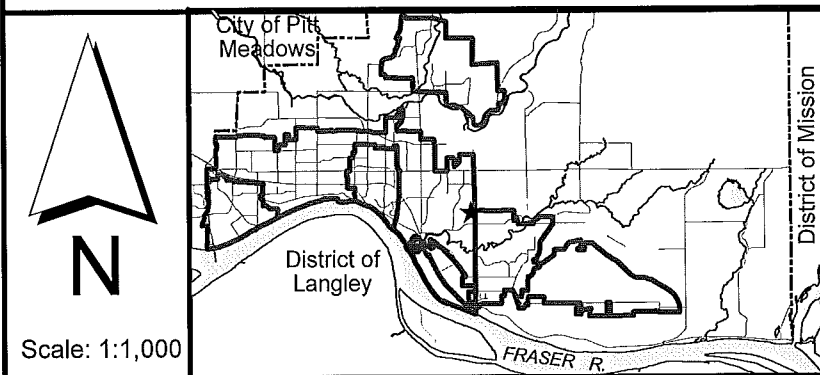 City of Pitt
Meadows
District of Mission
District of
Langley
N
Scale: 1:1,000
FRASER R.